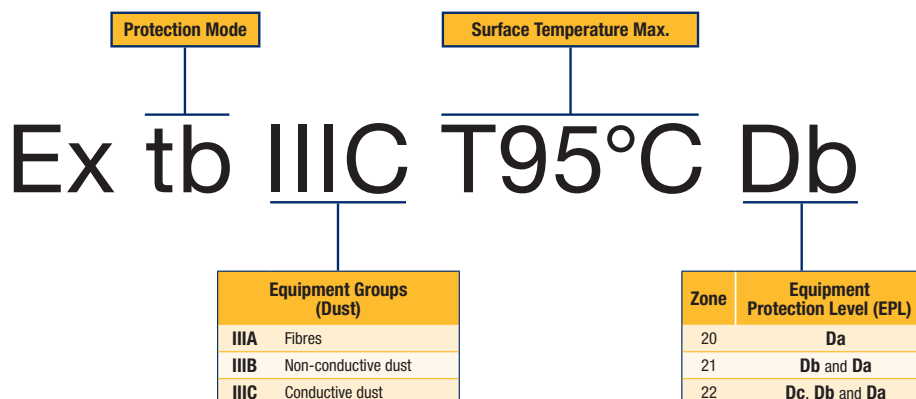 Protection Mode
Surface Temperature Max.
Ex tb IIIC T95°C Db
Equipment Groups
(Dust)
IIIA Fibres
IIIB Non-conductive dust
IIIC Conductive dust
Zone Equipment
Protection Level (EPL)
20 Da
21 Db and Da
22 Dc, Db and Da